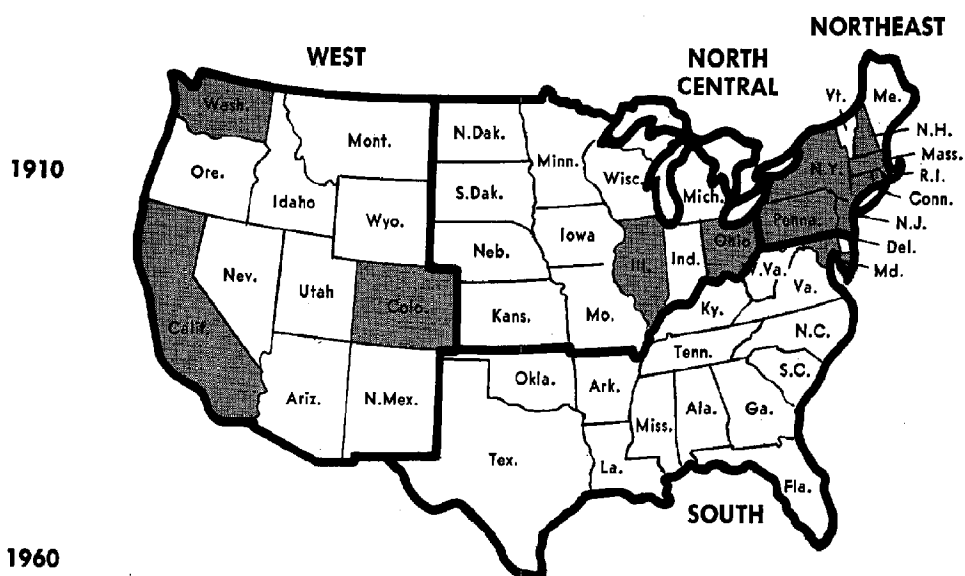 NORTHEAST
WEST
NORTH
CENTRAL
1910
Wash.
Mont.
N.Dak.
Minn.
Vt.
Me.
N.H.
Mass.
R.I.
Conn.
N.J.
Del.
Md.
Ore.
Idaho
Wyo.
S.Dak.
Wisc.
Mich.
N.Y.
Penna.
Nev.
Utah
Colo.
Neb.
Iowa
Ill.
Ind.
Ohio
Va.
Calif.
Kans.
Mo.
Ky.
N.C.
Tenn.
S.C.
Ariz.
N.Mex.
Okla.
Ark.
Miss.
Ala.
Ga.
Tex.
La.
Fla.
SOUTH
1960